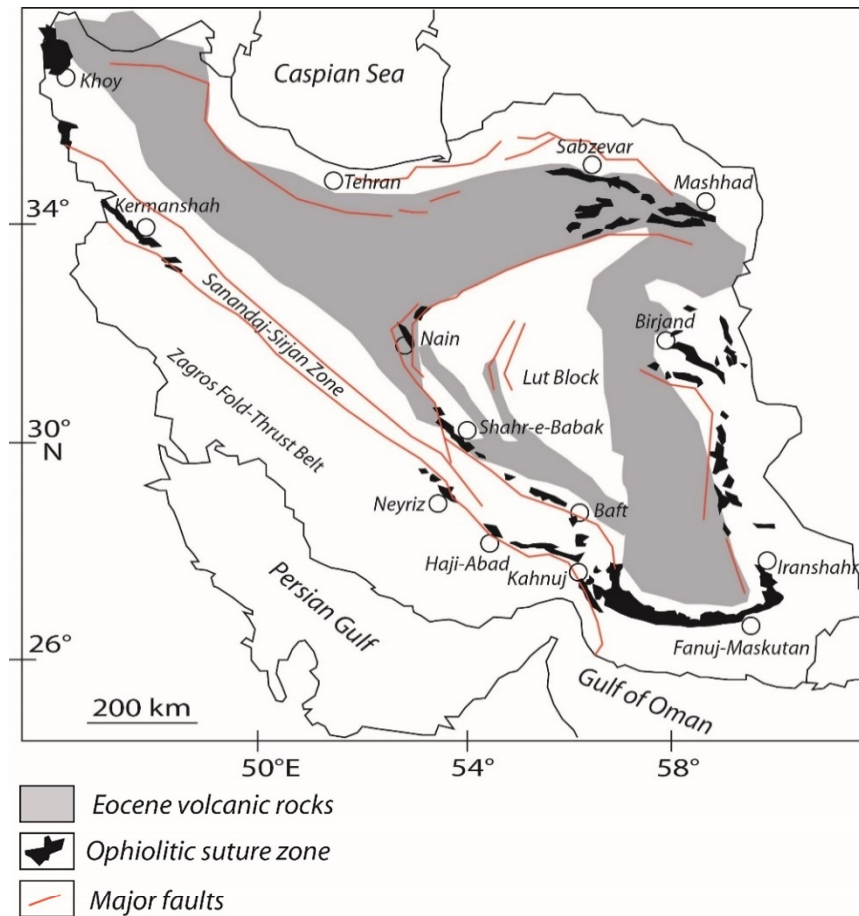 Caspian Sea
Khoy
Sabzevar
Tehran
Mashhad
34°
Kermanshah
Sanandaj-Sirjan Zone
Nain
Birjand
Zagros Fold-Thrust Belt
Lut Block
30°
N
Shahr-e-Babak
Neyriz
Baft
Haji-Abad
Kahnuj
Iranshahr
Persian Gulf
26°
Fanuj-Maskutan
Gulf of Oman
200 km
50°E
54°
58°
Eocene volcanic rocks
Ophiolitic suture zone
Major faults